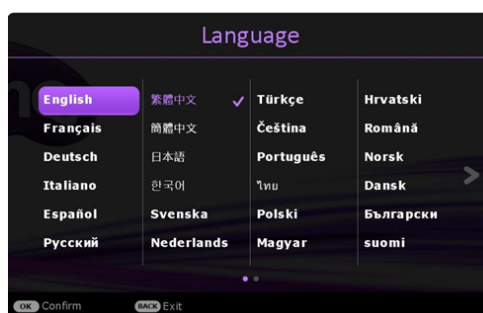 Language
English
Français
Deutsch
Italiano
Español
Русский
繁體中文
簡體中文
日本語
한국어
Svenska
Nederlands
Türkçe
Čeština
Português
ไทย
Polski
Magyar
Hrvatski
Română
Norsk
Dansk
Български
suomi
OK Confirm
BACK Exit